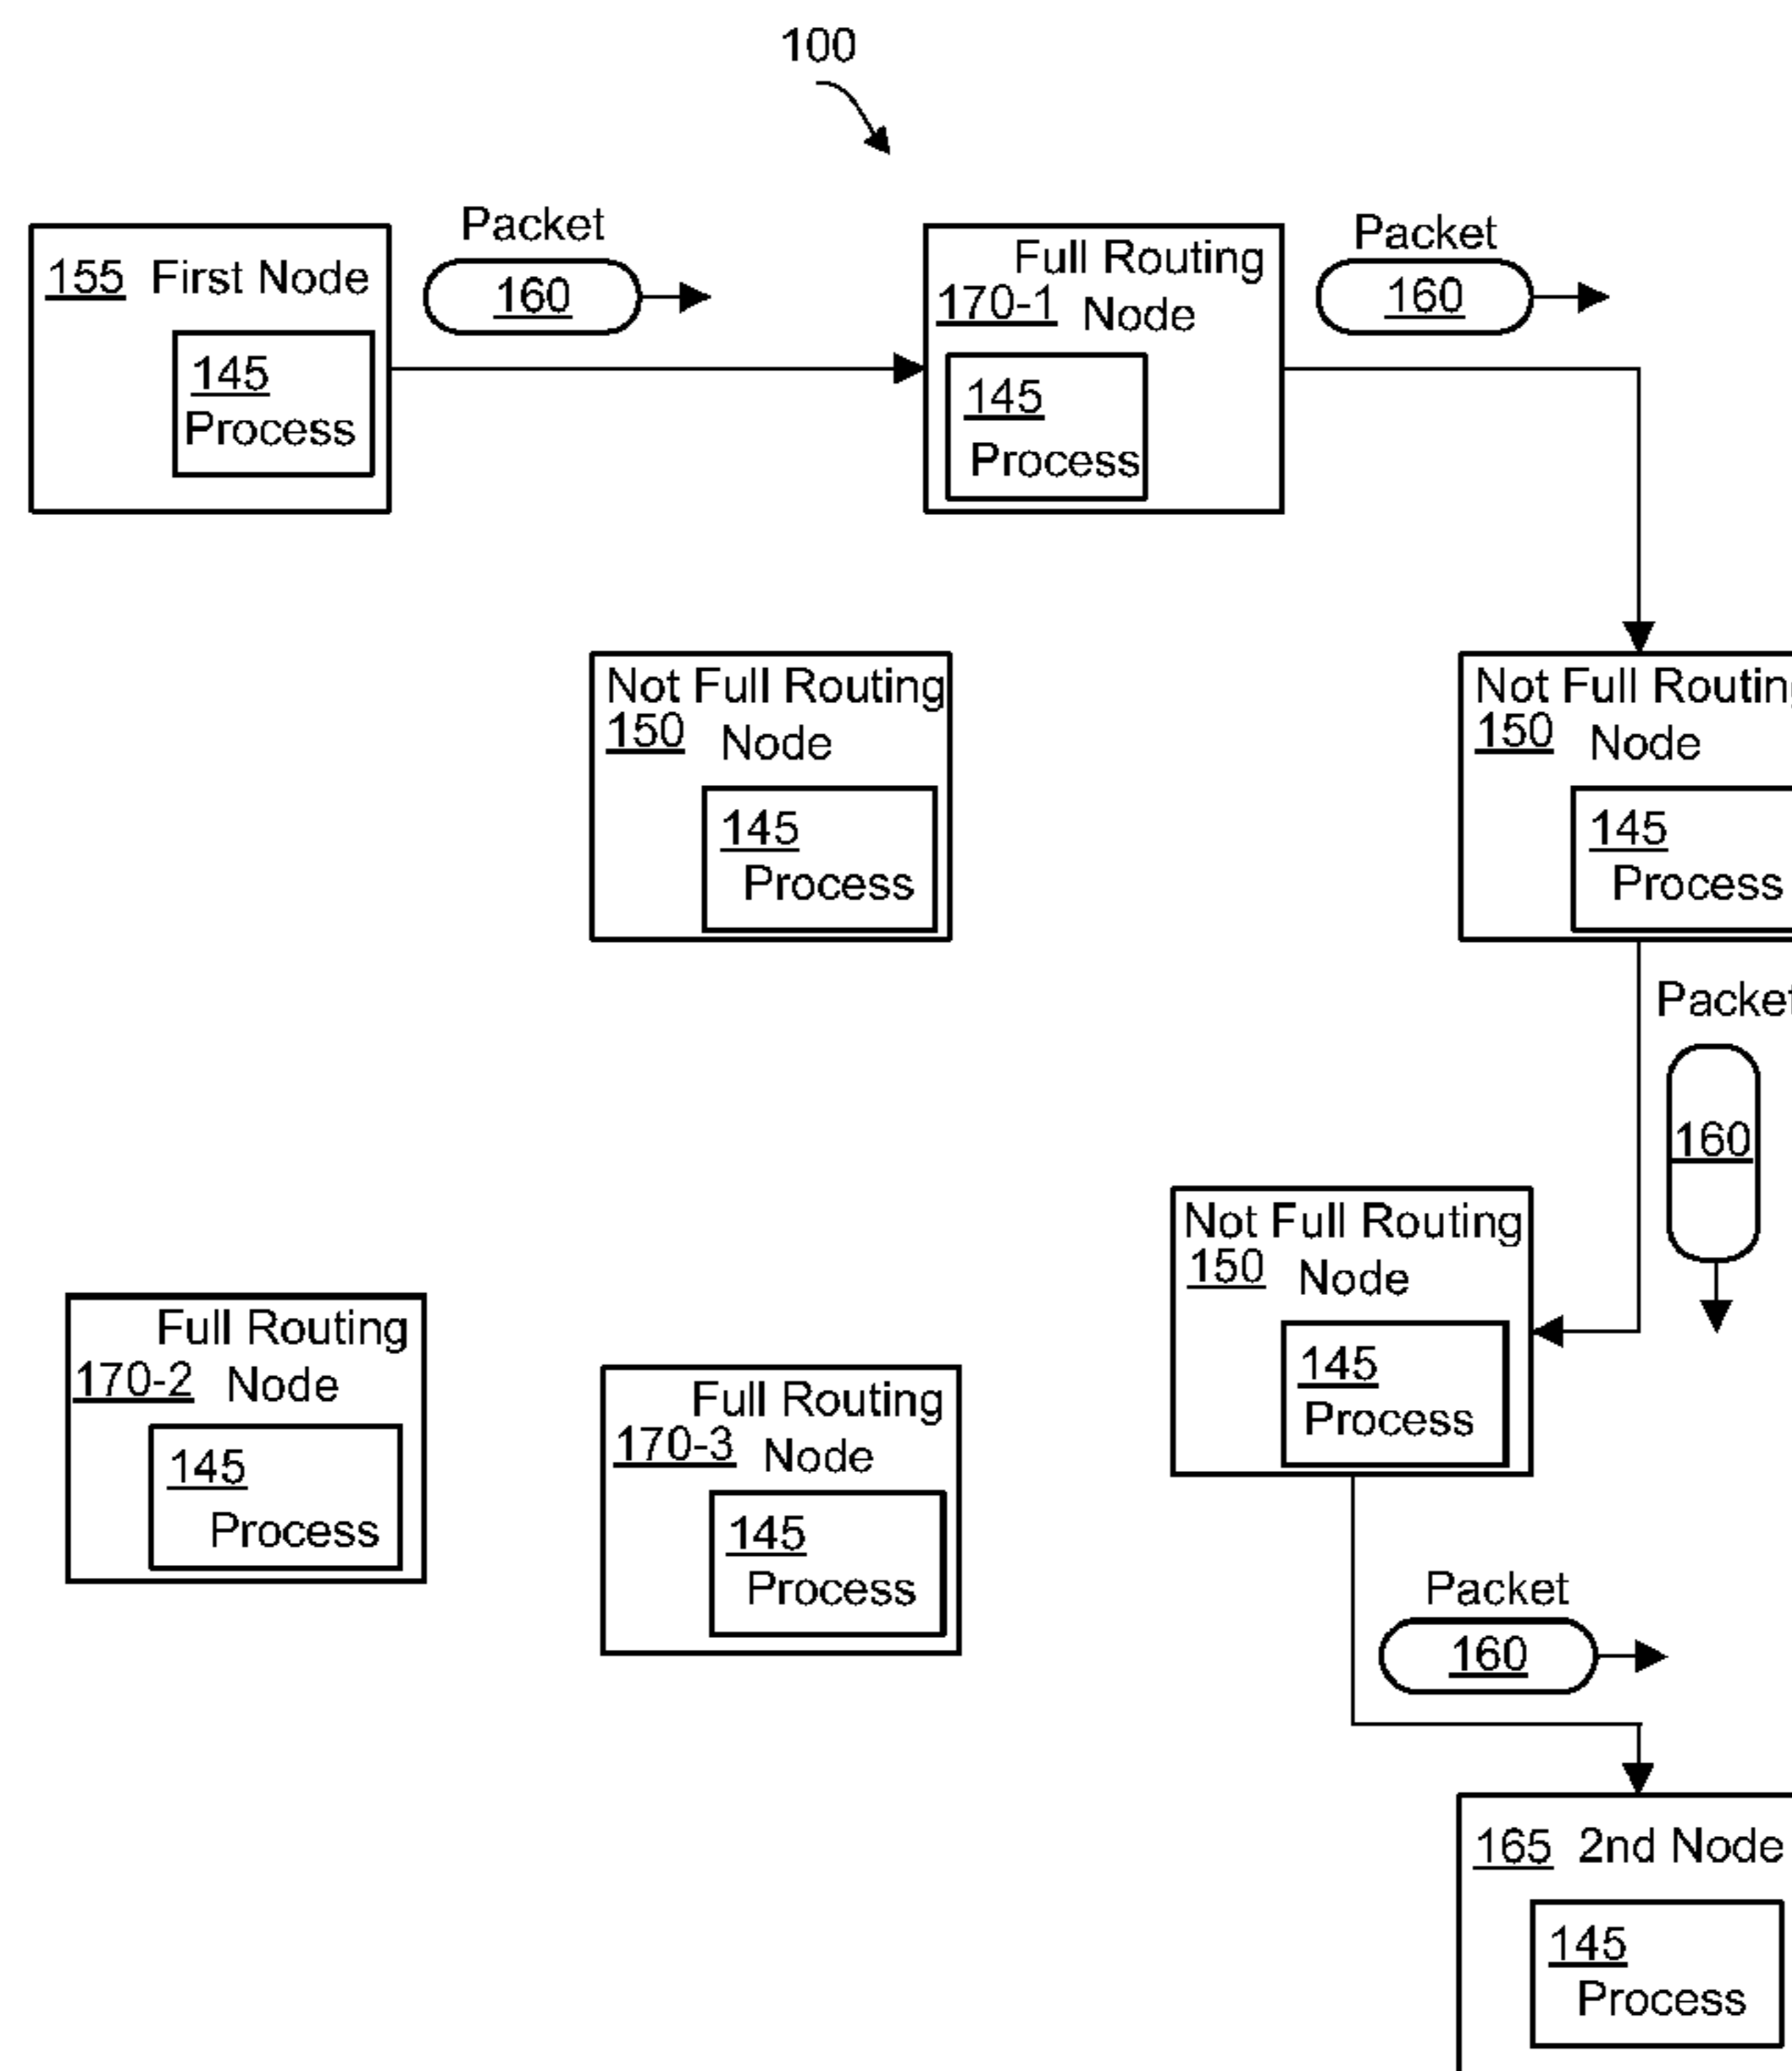 100
155 First Node
145
Process
Packet
160
Full Routing
170-1 Node
145
Process
Packet
160
Not Full Routing
150 Node
145
Process
Not Full Routing
150 Node
145
Process
Packet
160
Not Full Routing
150 Node
145
Process
Full Routing
170-2 Node
145
Process
Full Routing
170-3 Node
145
Process
Packet
160
165 2nd Node
145
Process